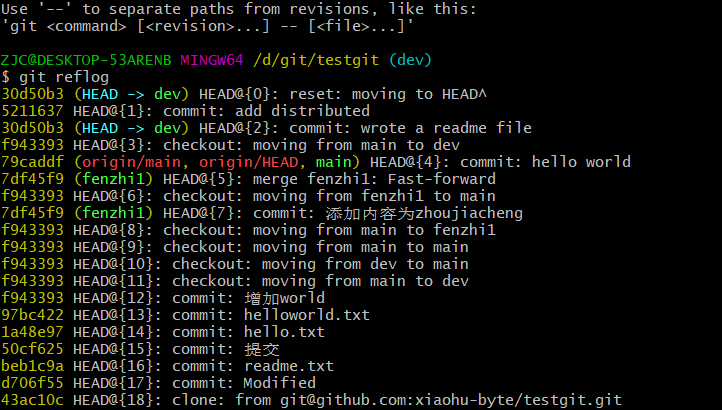 Use '--' to separate paths from revisions, like this:
'git <command> [<revision>...] -- [<file>...]'
ZJC@DESKTOP-53ARENB MINGW64 /d/git/testgit (dev)
$ git reflog
30d50b3 (HEAD -> dev) HEAD@{0}: reset: moving to HEAD^
5211637 HEAD@{1}: commit: add distributed
30d50b3 (HEAD -> dev) HEAD@{2}: commit: wrote a readme file
f943393 HEAD@{3}: checkout: moving from main to dev
79caddf (origin/main, origin/HEAD, main) HEAD@{4}: commit: hello world
7df45f9 (fenzhi1) HEAD@{5}: merge fenzhi1: Fast-forward
f943393 HEAD@{6}: checkout: moving from fenzhi1 to main
7df45f9 (fenzhi1) HEAD@{7}: commit: 添加内容为zhoujiacheng
f943393 HEAD@{8}: checkout: moving from main to fenzhi1
f943393 HEAD@{9}: checkout: moving from main to main
f943393 HEAD@{10}: checkout: moving from dev to main
f943393 HEAD@{11}: checkout: moving from main to dev
f943393 HEAD@{12}: commit: 增加world
97bc422 HEAD@{13}: commit: helloworld.txt
1a48e97 HEAD@{14}: commit: hello.txt
50cf625 HEAD@{15}: commit: 提交
beb1c9a HEAD@{16}: commit: readme.txt
d706f55 HEAD@{17}: commit: Modified
43ac10c HEAD@{18}: clone: from git@github.com:xiaohu-byte/testgit.git